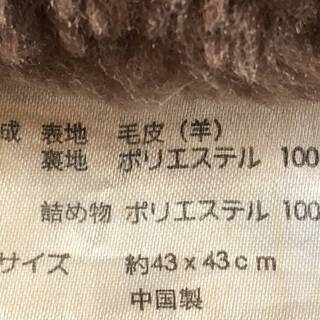 成 表地 毛皮（羊）
裏地 ポリエステル 100
詰め物 ポリエステル 100
サイズ 約43×43cm
中国製